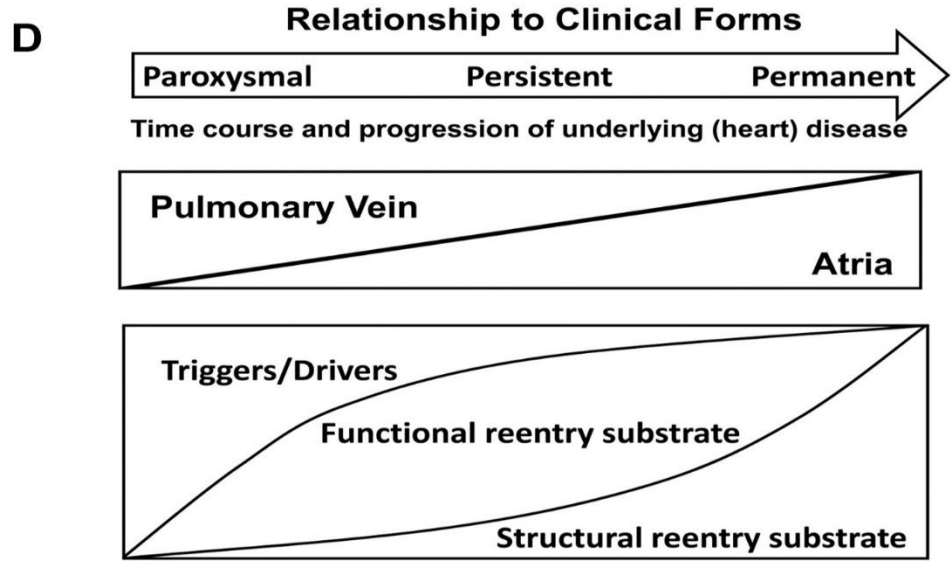 D
Relationship to Clinical Forms
Paroxysmal Persistent Permanent
Time course and progression of underlying (heart) disease
Pulmonary Vein
Atria
Triggers/Drivers
Functional reentry substrate
Structural reentry substrate